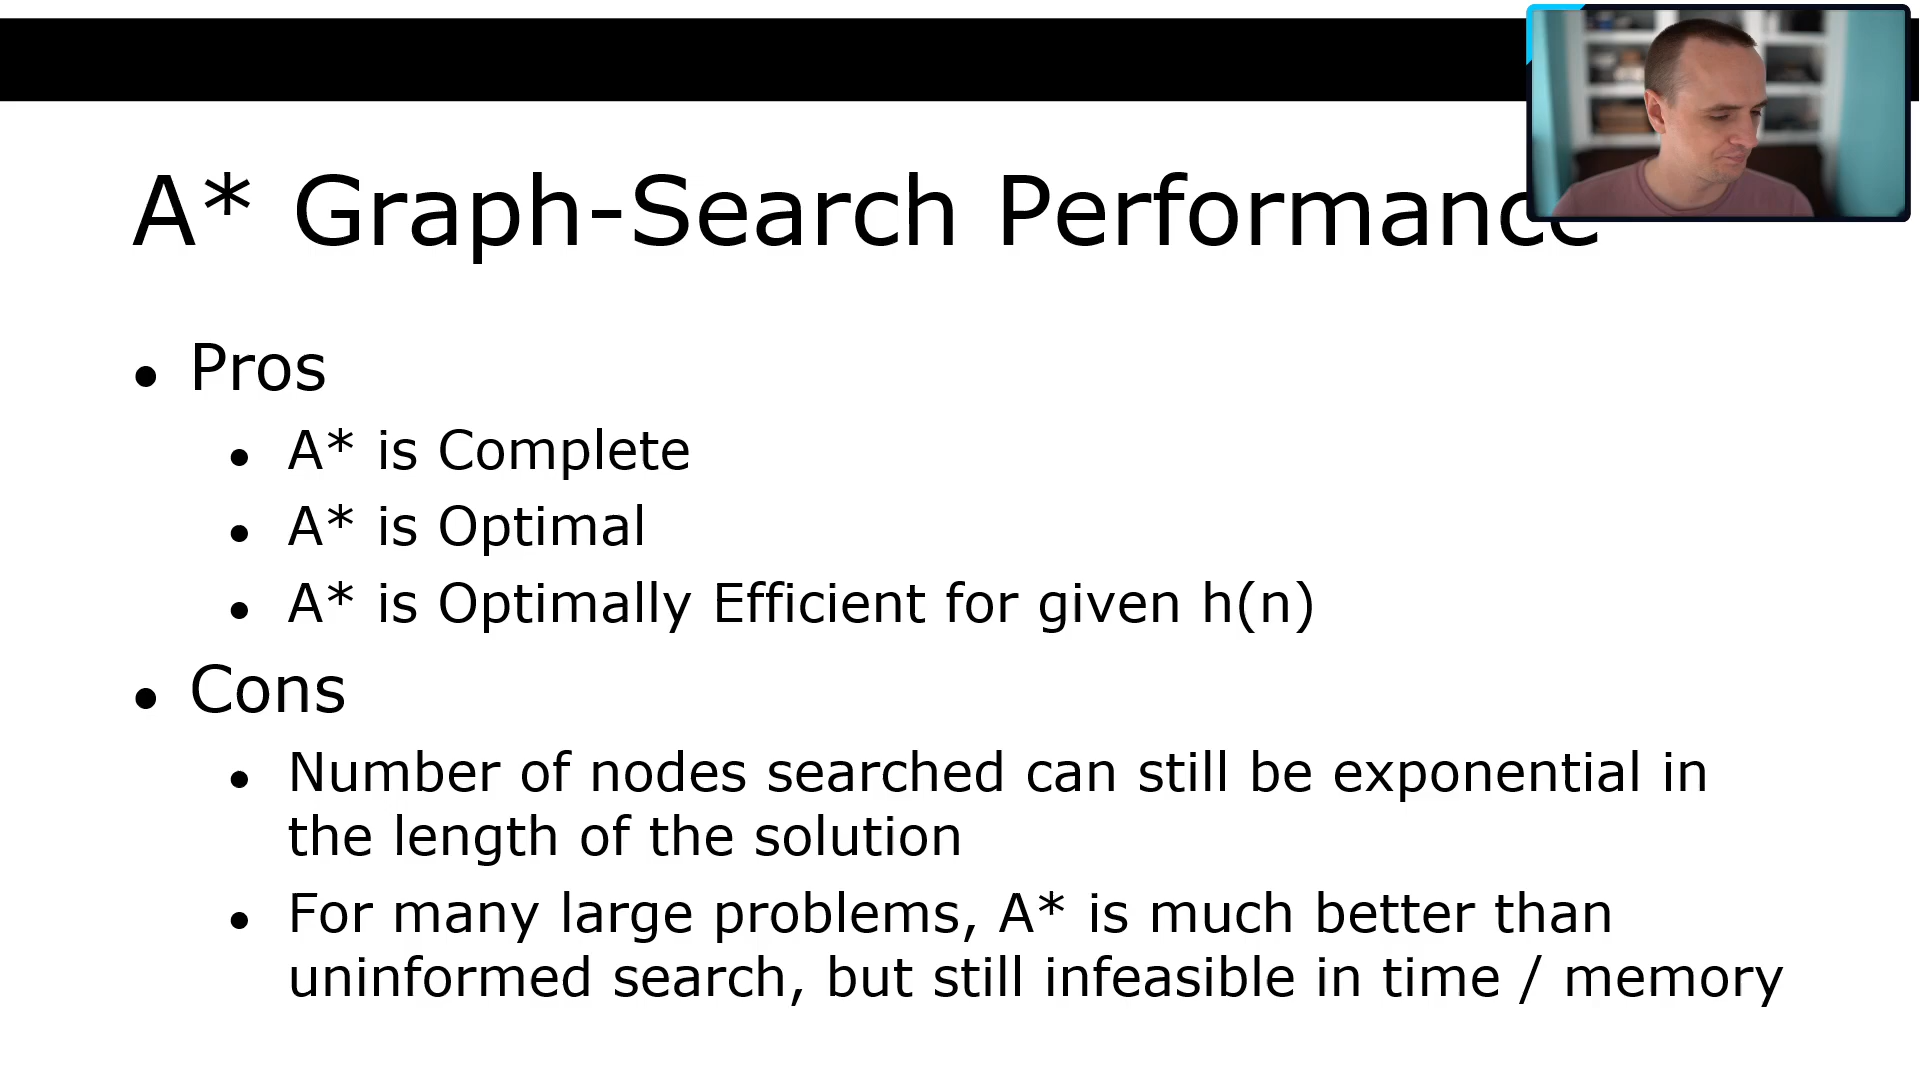 A* Graph-Search Performance
Pros
A* is Complete
A* is Optimal
A* is Optimally Efficient for given h(n)
Cons
Number of nodes searched can still be exponential in
the length of the solution
For many large problems, A* is much better than
uninformed search, but still infeasible in time / memory